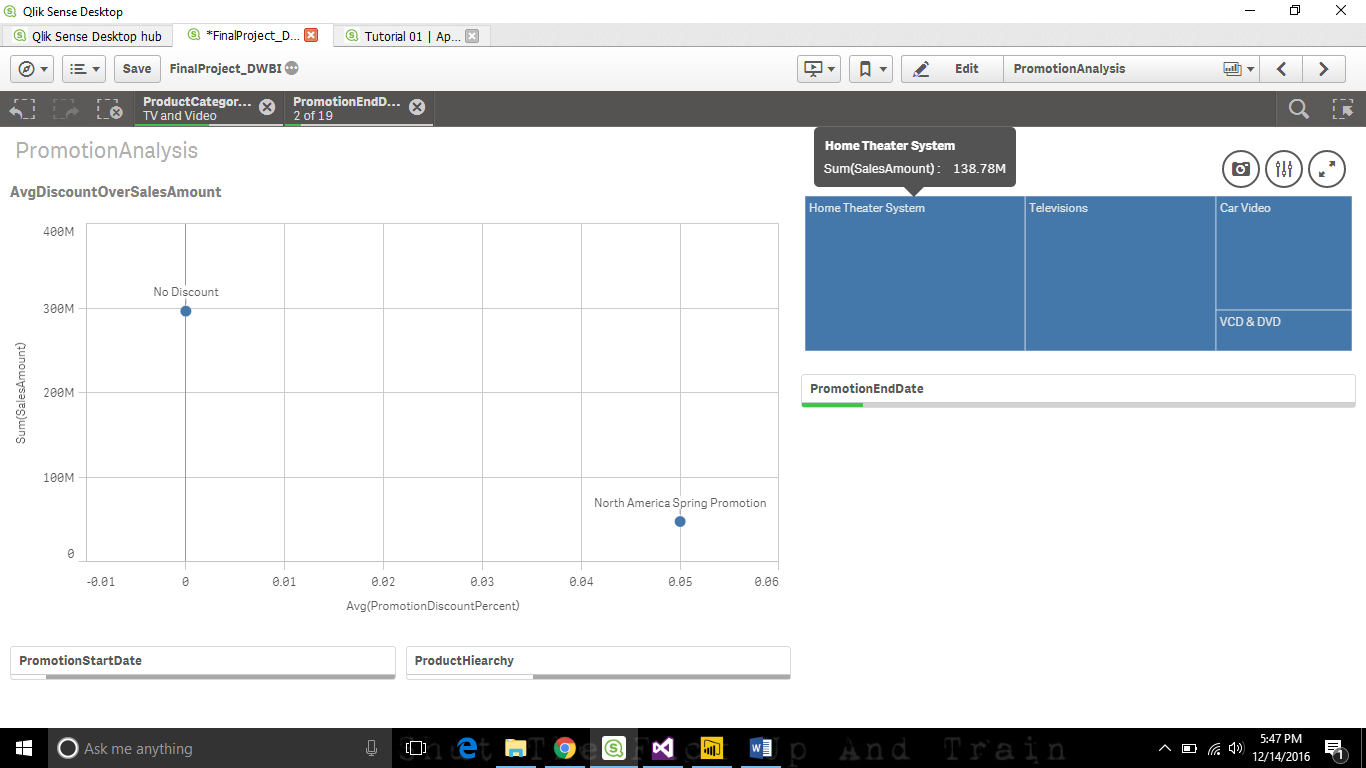 Qlik Sense Desktop
Qlik Sense Desktop hub
*FinalProject_D...
Tutorial 01 | Ap...
Save
FinalProject_DWBI
Edit
PromotionAnalysis
ProductCategor...
TV and Video
PromotionEndD...
2 of 19
PromotionAnalysis
AvgDiscountOverSalesAmount
400M
300M
200M
100M
0
Sum(SalesAmount)
No Discount
North America Spring Promotion
-0.01
0
0.01
0.02
0.03
0.04
0.05
0.06
Avg(PromotionDiscountPercent)
Home Theater System
Sum(SalesAmount) : 138.78M
Home Theater System
Televisions
Car Video
VCD & DVD
PromotionEndDate
PromotionStartDate
ProductHiearchy
Ask me anything
Up And Train
5:47 PM
12/14/2016
1